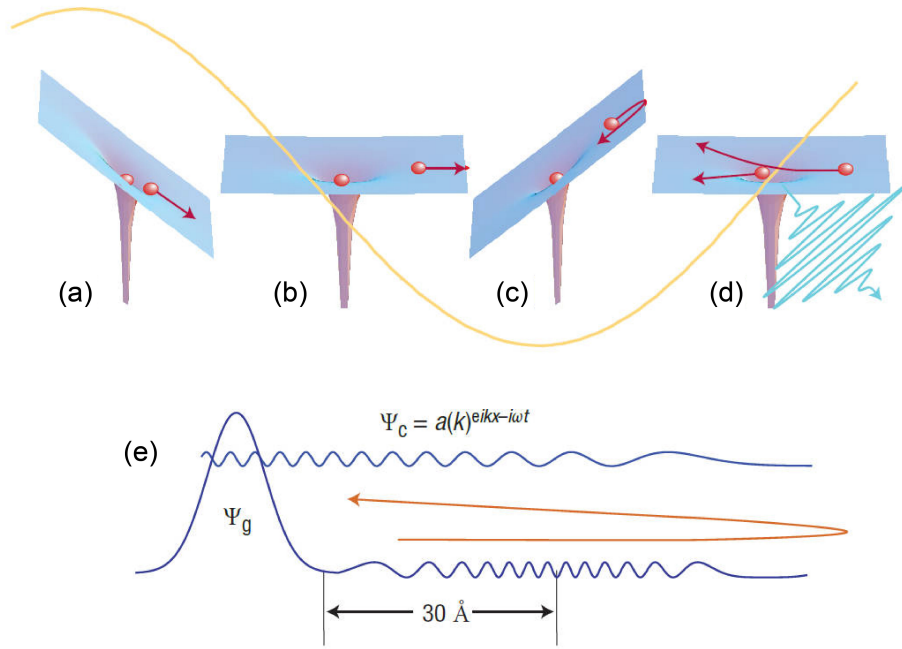 (a)
(b)
(c)
(d)
(e)
Ψc = a(k)eikx–iωt
Ψg
30 Å